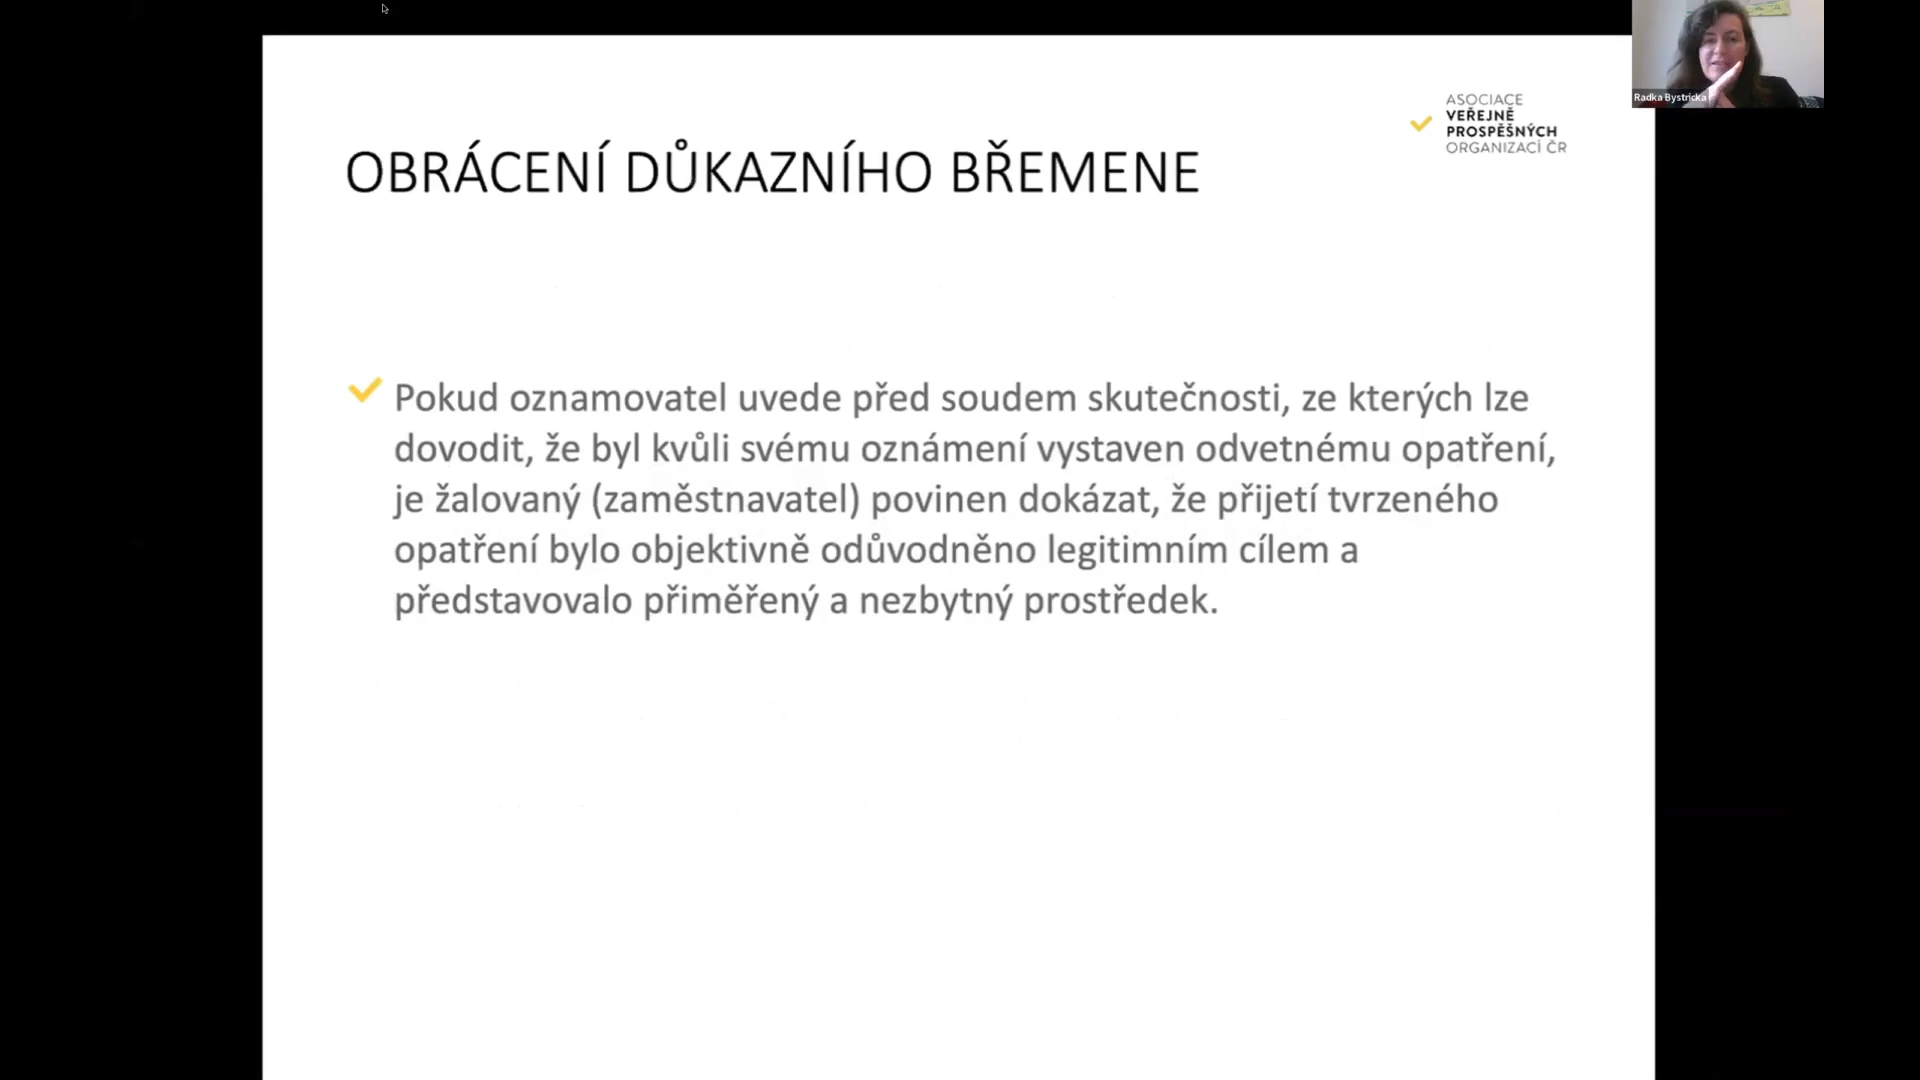 Radka Bystricka
ASOCIACE
VEŘEJNĚ
PROSPĚŠNÝCH
ORGANIZACÍ ČR
OBRÁCENÍ DŮKAZNÍHO BŘEMENE
Pokud oznamovatel uvede před soudem skutečnosti, ze kterých lze
dovodit, že byl kvůli svému oznámení vystaven odvetnému opatření,
je žalovaný (zaměstnavatel) povinen dokázat, že přijetí tvrzeného
opatření bylo objektivně odůvodněno legitimním cílem a
představovalo přiměřený a nezbytný prostředek.